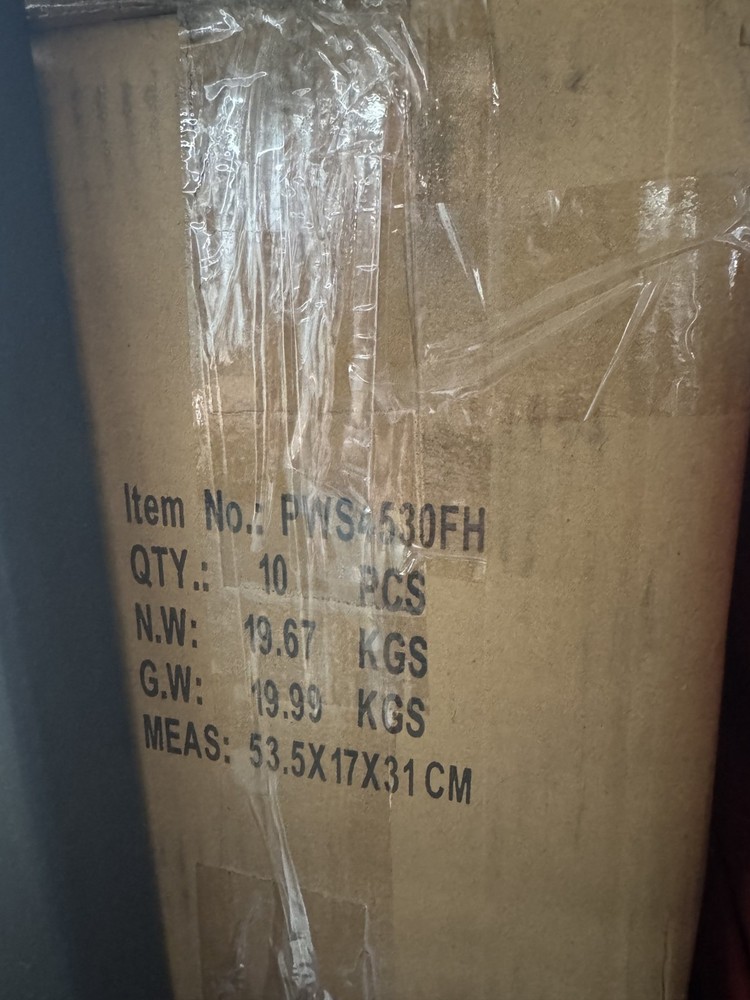 Item No.: PWS4530FH
QTY.: 10 PCS
N.W: 19.67 KGS
G.W: 19.99 KGS
MEAS: 53.5X17X31CM